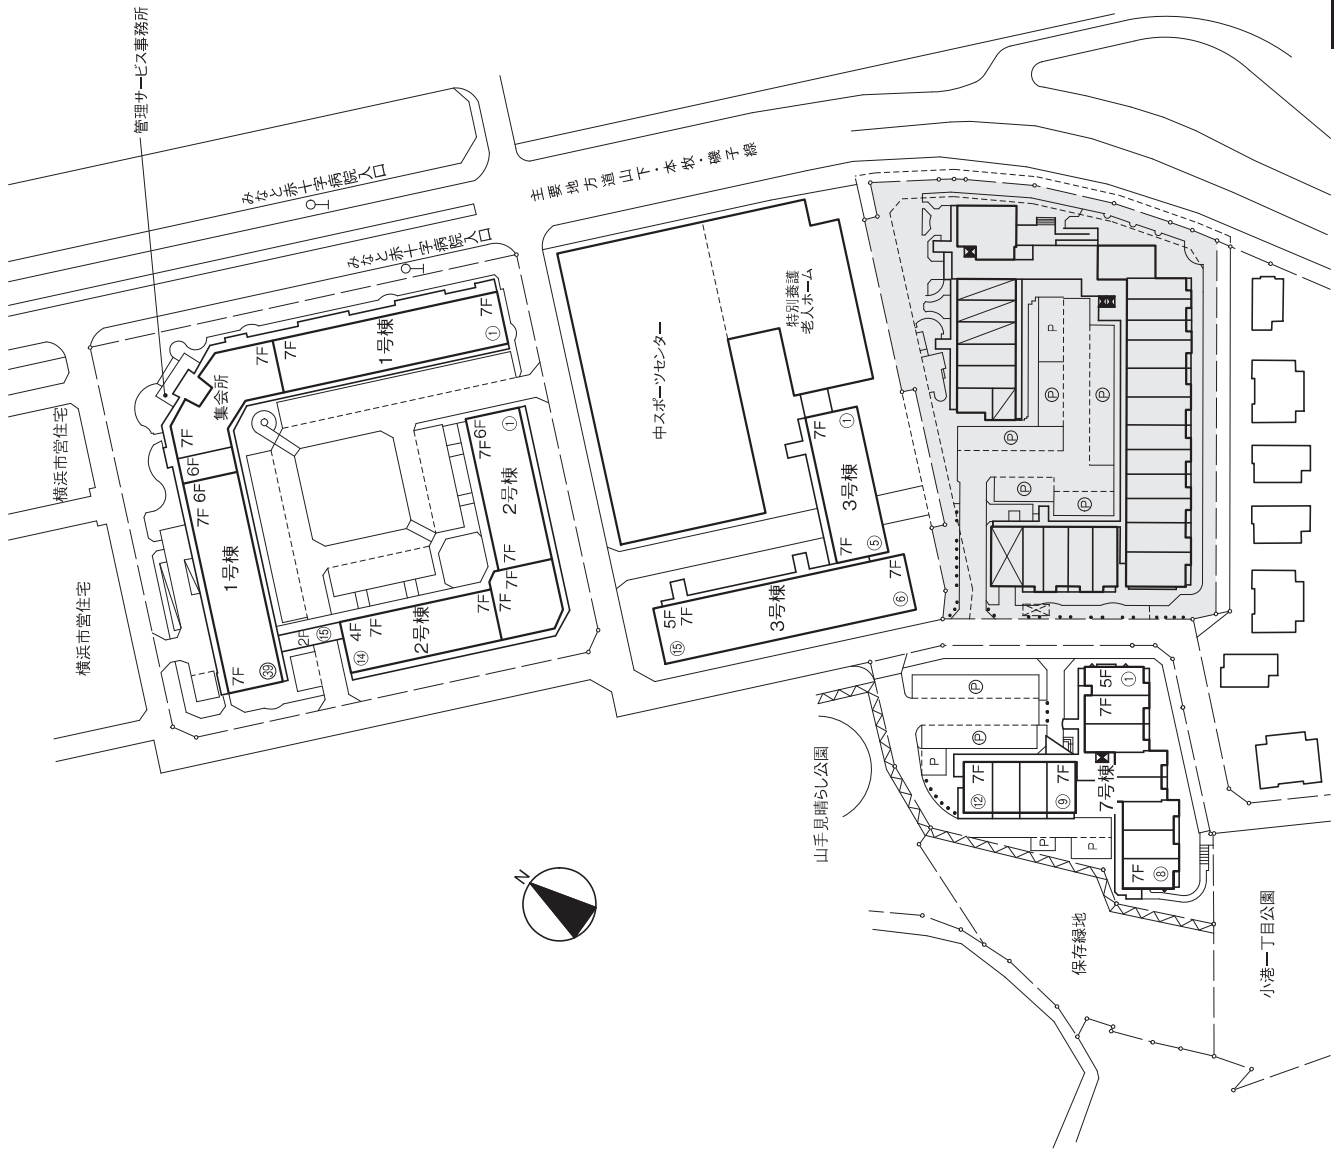 管理サービス事務所
みなと赤十字病院入口
みなと赤十字病院入口
主要地方道山下・本牧・磯子線
横浜市営住宅
横浜市営住宅
集会所
7F
7F
7F
1号棟
7F
①
7F
6F
6F
7F
1号棟
7F
㊴
2F
⑮
4F
7F
⑭
2号棟
7F
7F
7F
7F
2号棟
7F
6F
①
中スポーツセンター
特別養護
老人ホーム
7F
①
3号棟
7F
⑤
7F
⑥
3号棟
5F
7F
⑮
P
Ⓟ
Ⓟ
Ⓟ
Ⓟ
Ⓟ
Ⓟ
Ⓟ
P
P
P
5F
①
7F
7号棟
7F
⑫
7F
⑨
7F
⑧
山手見晴らし公園
N
保存緑地
小港一丁目公園